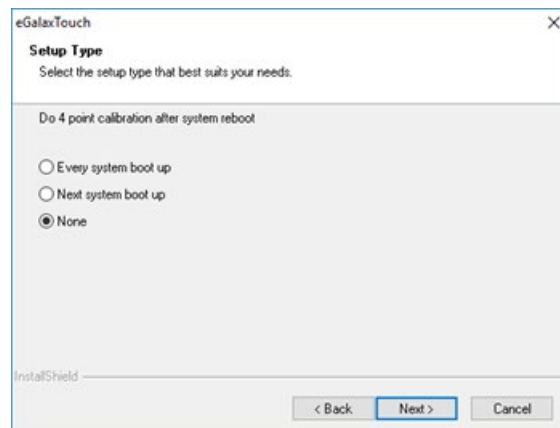 eGalaxTouch
Setup Type
Select the setup type that best suits your needs.
Do 4 point calibration after system reboot
Every system boot up
Next system boot up
None
InstallShield
< Back
Next >
Cancel